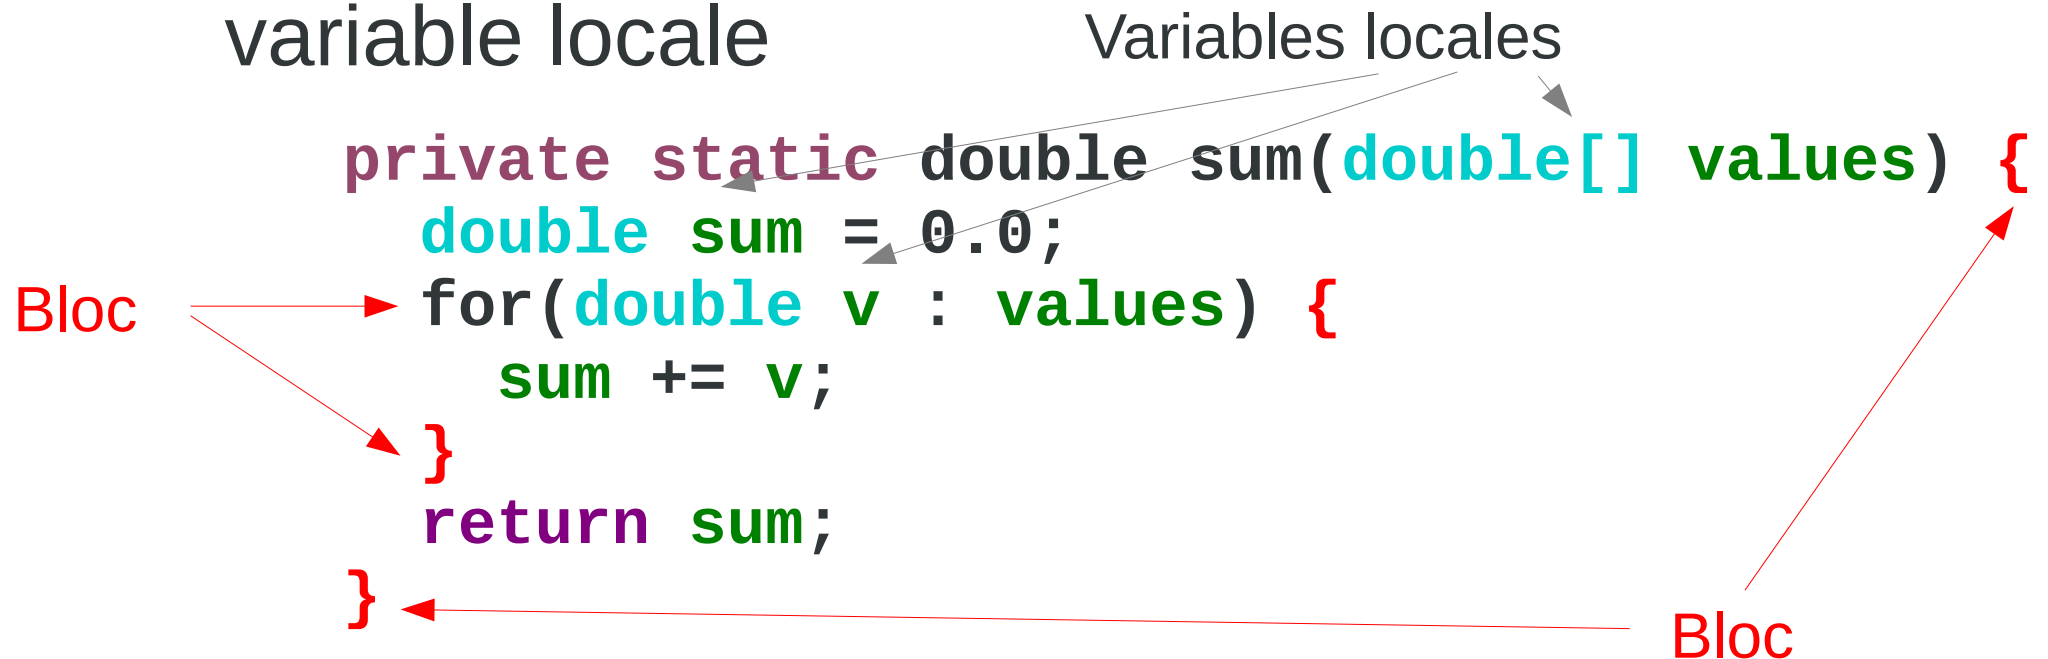 variable locale
Variables locales
private static double sum(double[] values) {
double sum = 0.0;
Bloc
for(double v : values) {
sum += v;
}
return sum;
}
Bloc